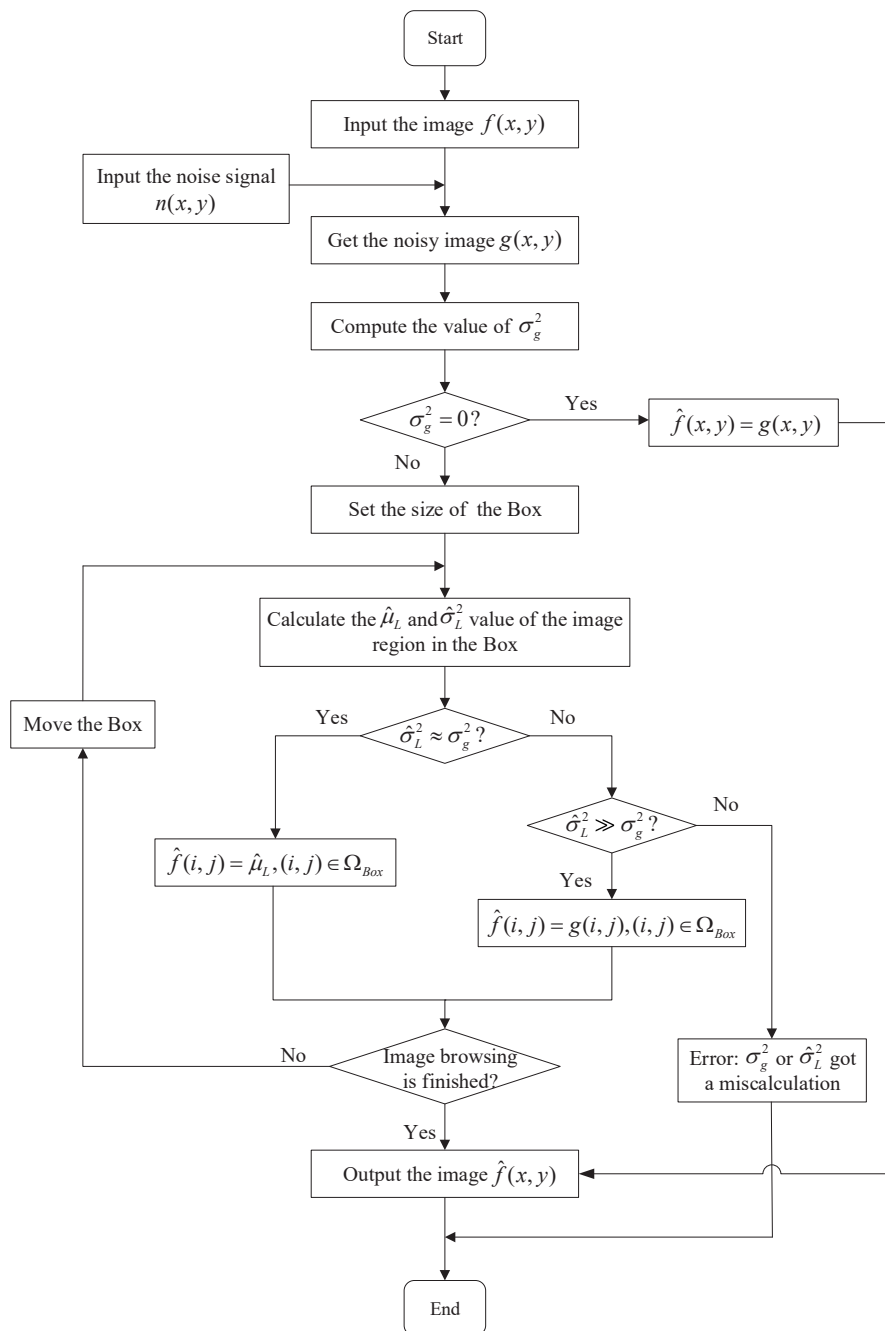 Start
Input the image f(x, y)
Input the noise signal
n(x, y)
Get the noisy image g(x, y)
Compute the value of σ_g^2
σ_g^2 = 0?
Yes
f̂(x, y) = g(x, y)
No
Set the size of the Box
Calculate the μ̂_L and σ̂_L^2 value of the image
region in the Box
Move the Box
Yes
σ̂_L^2 ≈ σ_g^2?
No
σ̂_L^2 ≫ σ_g^2?
No
f̂(i, j) = μ̂_L, (i, j) ∈ Ω_Box
Yes
f̂(i, j) = g(i, j), (i, j) ∈ Ω_Box
No
Image browsing
is finished?
Error: σ_g^2 or σ̂_L^2 got
a miscalculation
Yes
Output the image f̂(x, y)
End